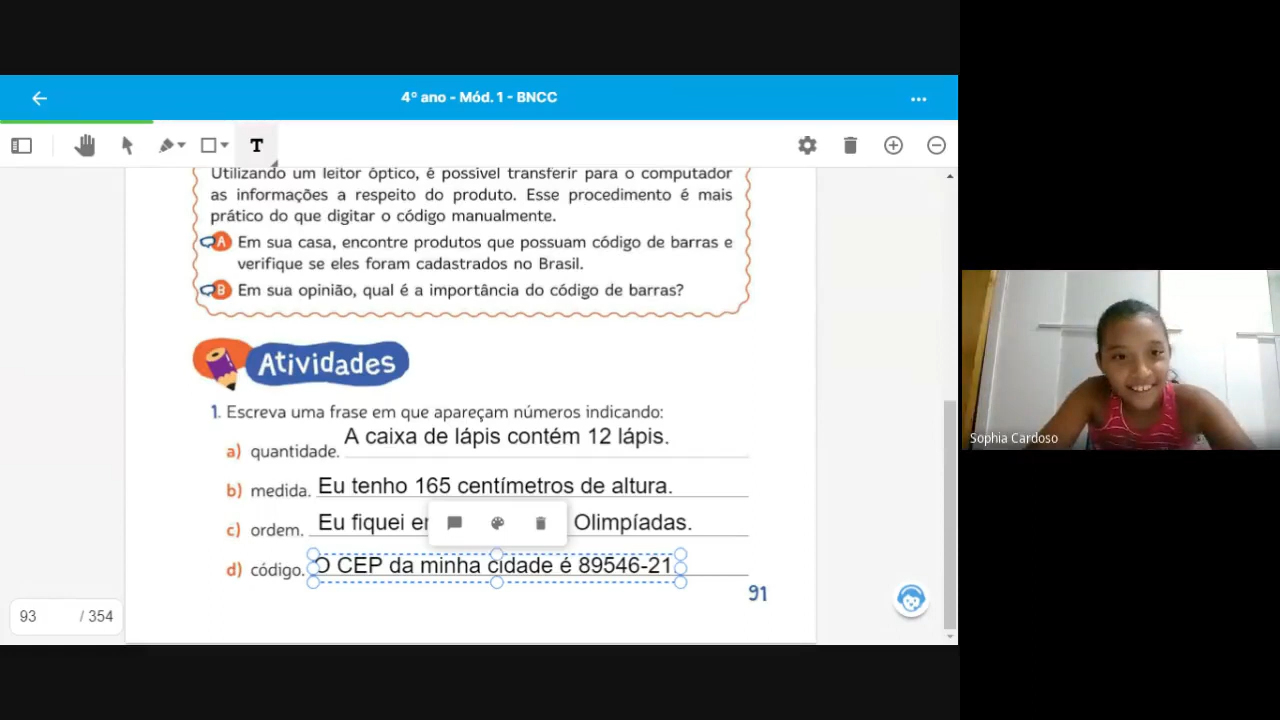 4º ano - Mód. 1 - BNCC
T
Utilizando um leitor óptico, é possível transferir para o computador
as informações a respeito do produto. Esse procedimento é mais
prático do que digitar o código manualmente.
A Em sua casa, encontre produtos que possuam código de barras e
verifique se eles foram cadastrados no Brasil.
B Em sua opinião, qual é a importância do código de barras?
Atividades
1. Escreva uma frase em que apareçam números indicando:
a) quantidade. A caixa de lápis contém 12 lápis.
b) medida. Eu tenho 165 centímetros de altura.
c) ordem. Eu fiquei Olimpíadas.
d) código. O CEP da minha cidade é 89546-21
91
93 / 354
Sophia Cardoso